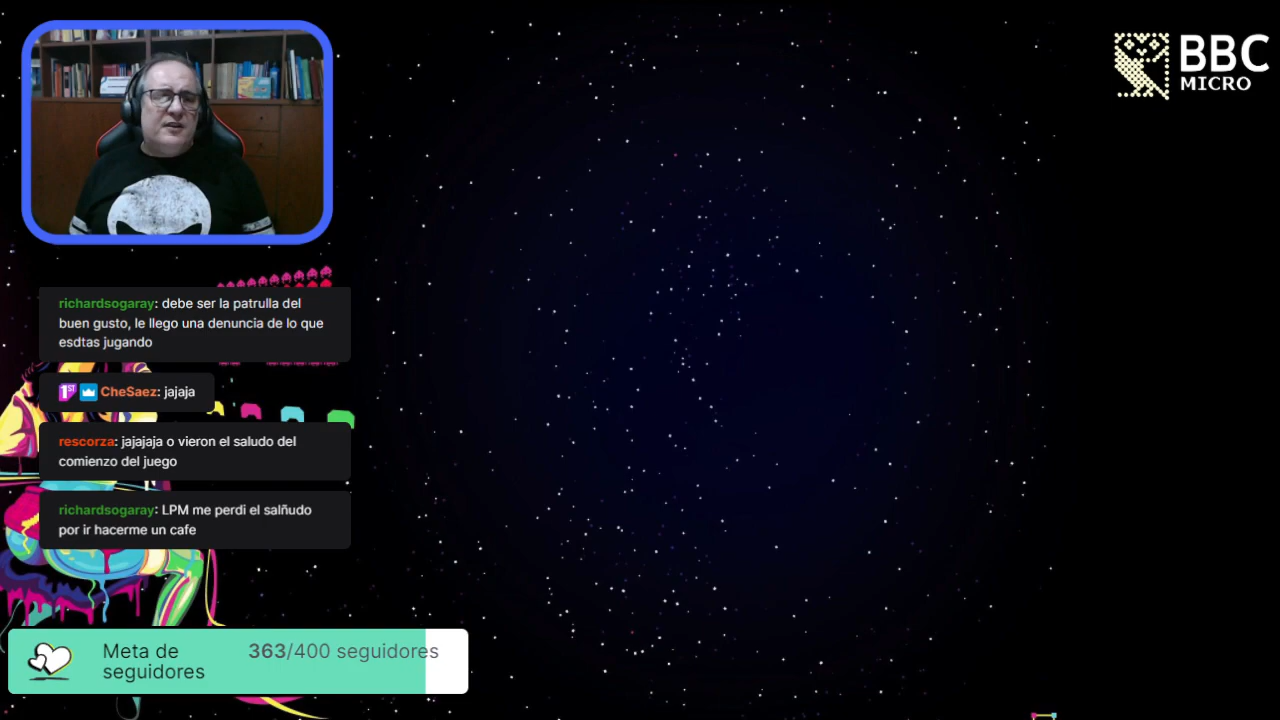 BBC
MICRO
richardsogaray: debe ser la patrulla del
buen gusto, le llego una denuncia de lo que
esdtas jugando
1ST CheSaez: jajaja
rescorza: jajajaja o vieron el saludo del
comienzo del juego
richardsogaray: LPM me perdi el salñudo
por ir hacerme un cafe
Meta de
seguidores
363/400 seguidores